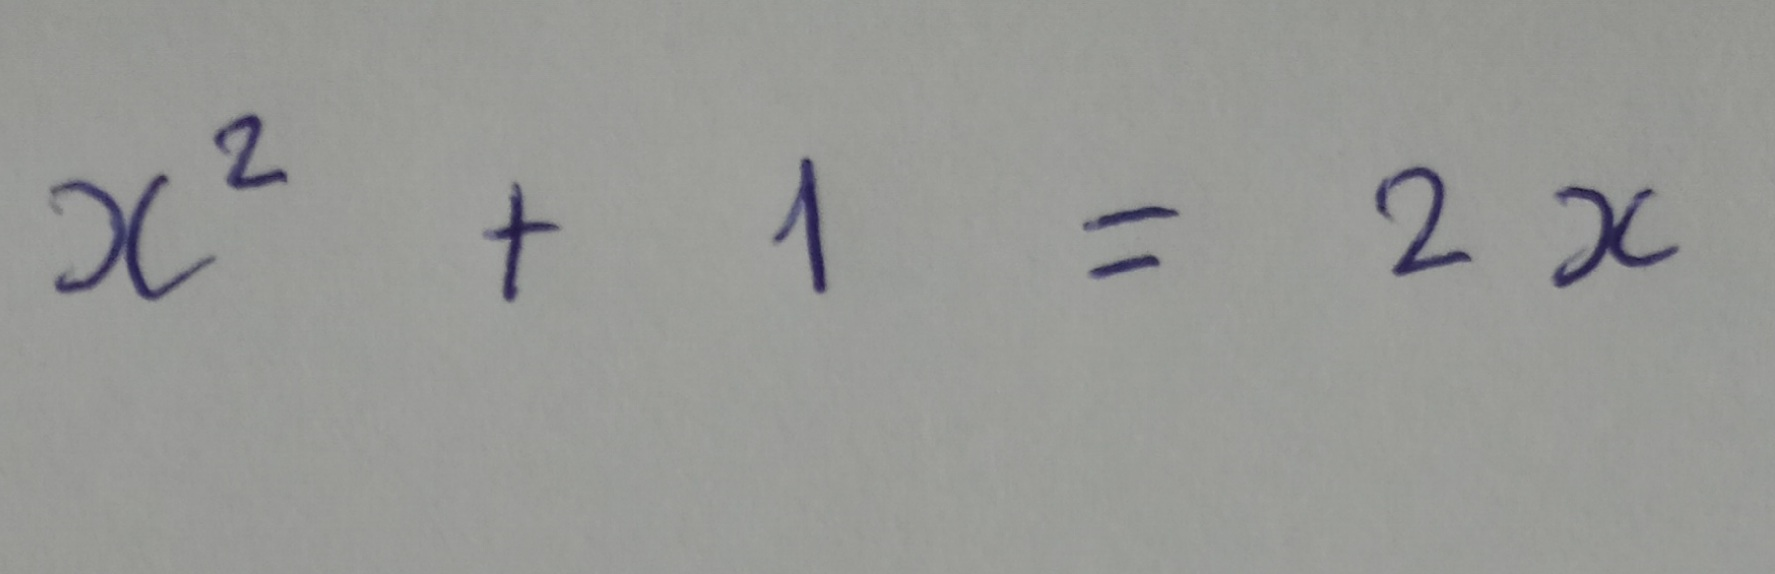 x² + 1 = 2x